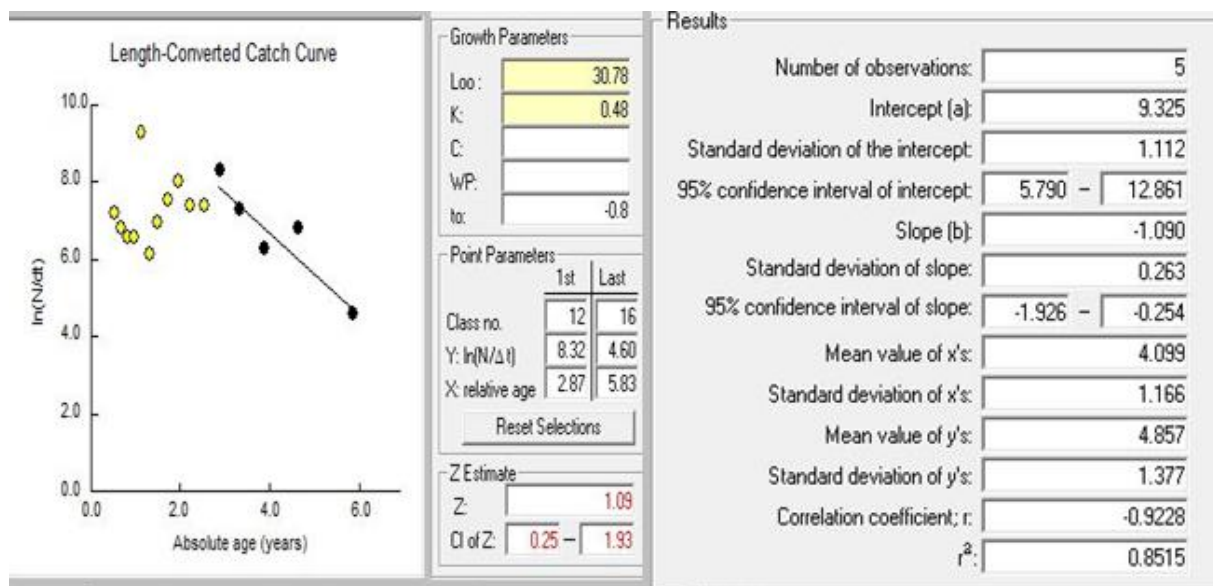 Length-Converted Catch Curve
10.0
8.0
6.0
4.0
2.0
0.0
ln(N/dt)
0.0 2.0 4.0 6.0
Absolute age (years)
Growth Parameters
Loo: 30.78
K: 0.48
C:
WP:
to: -0.8
Point Parameters
1st Last
Class no. 12 16
Y: ln(N/Δt) 8.32 4.60
X: relative age 2.87 5.83
Reset Selections
Z Estimate
Z: 1.09
CI of Z: 0.25 – 1.93
Results
Number of observations: 5
Intercept (a): 9.325
Standard deviation of the intercept: 1.112
95% confidence interval of intercept: 5.790 – 12.861
Slope (b): -1.090
Standard deviation of slope: 0.263
95% confidence interval of slope: -1.926 – -0.254
Mean value of x's: 4.099
Standard deviation of x's: 1.166
Mean value of y's: 4.857
Standard deviation of y's: 1.377
Correlation coefficient; r: -0.9228
r²: 0.8515